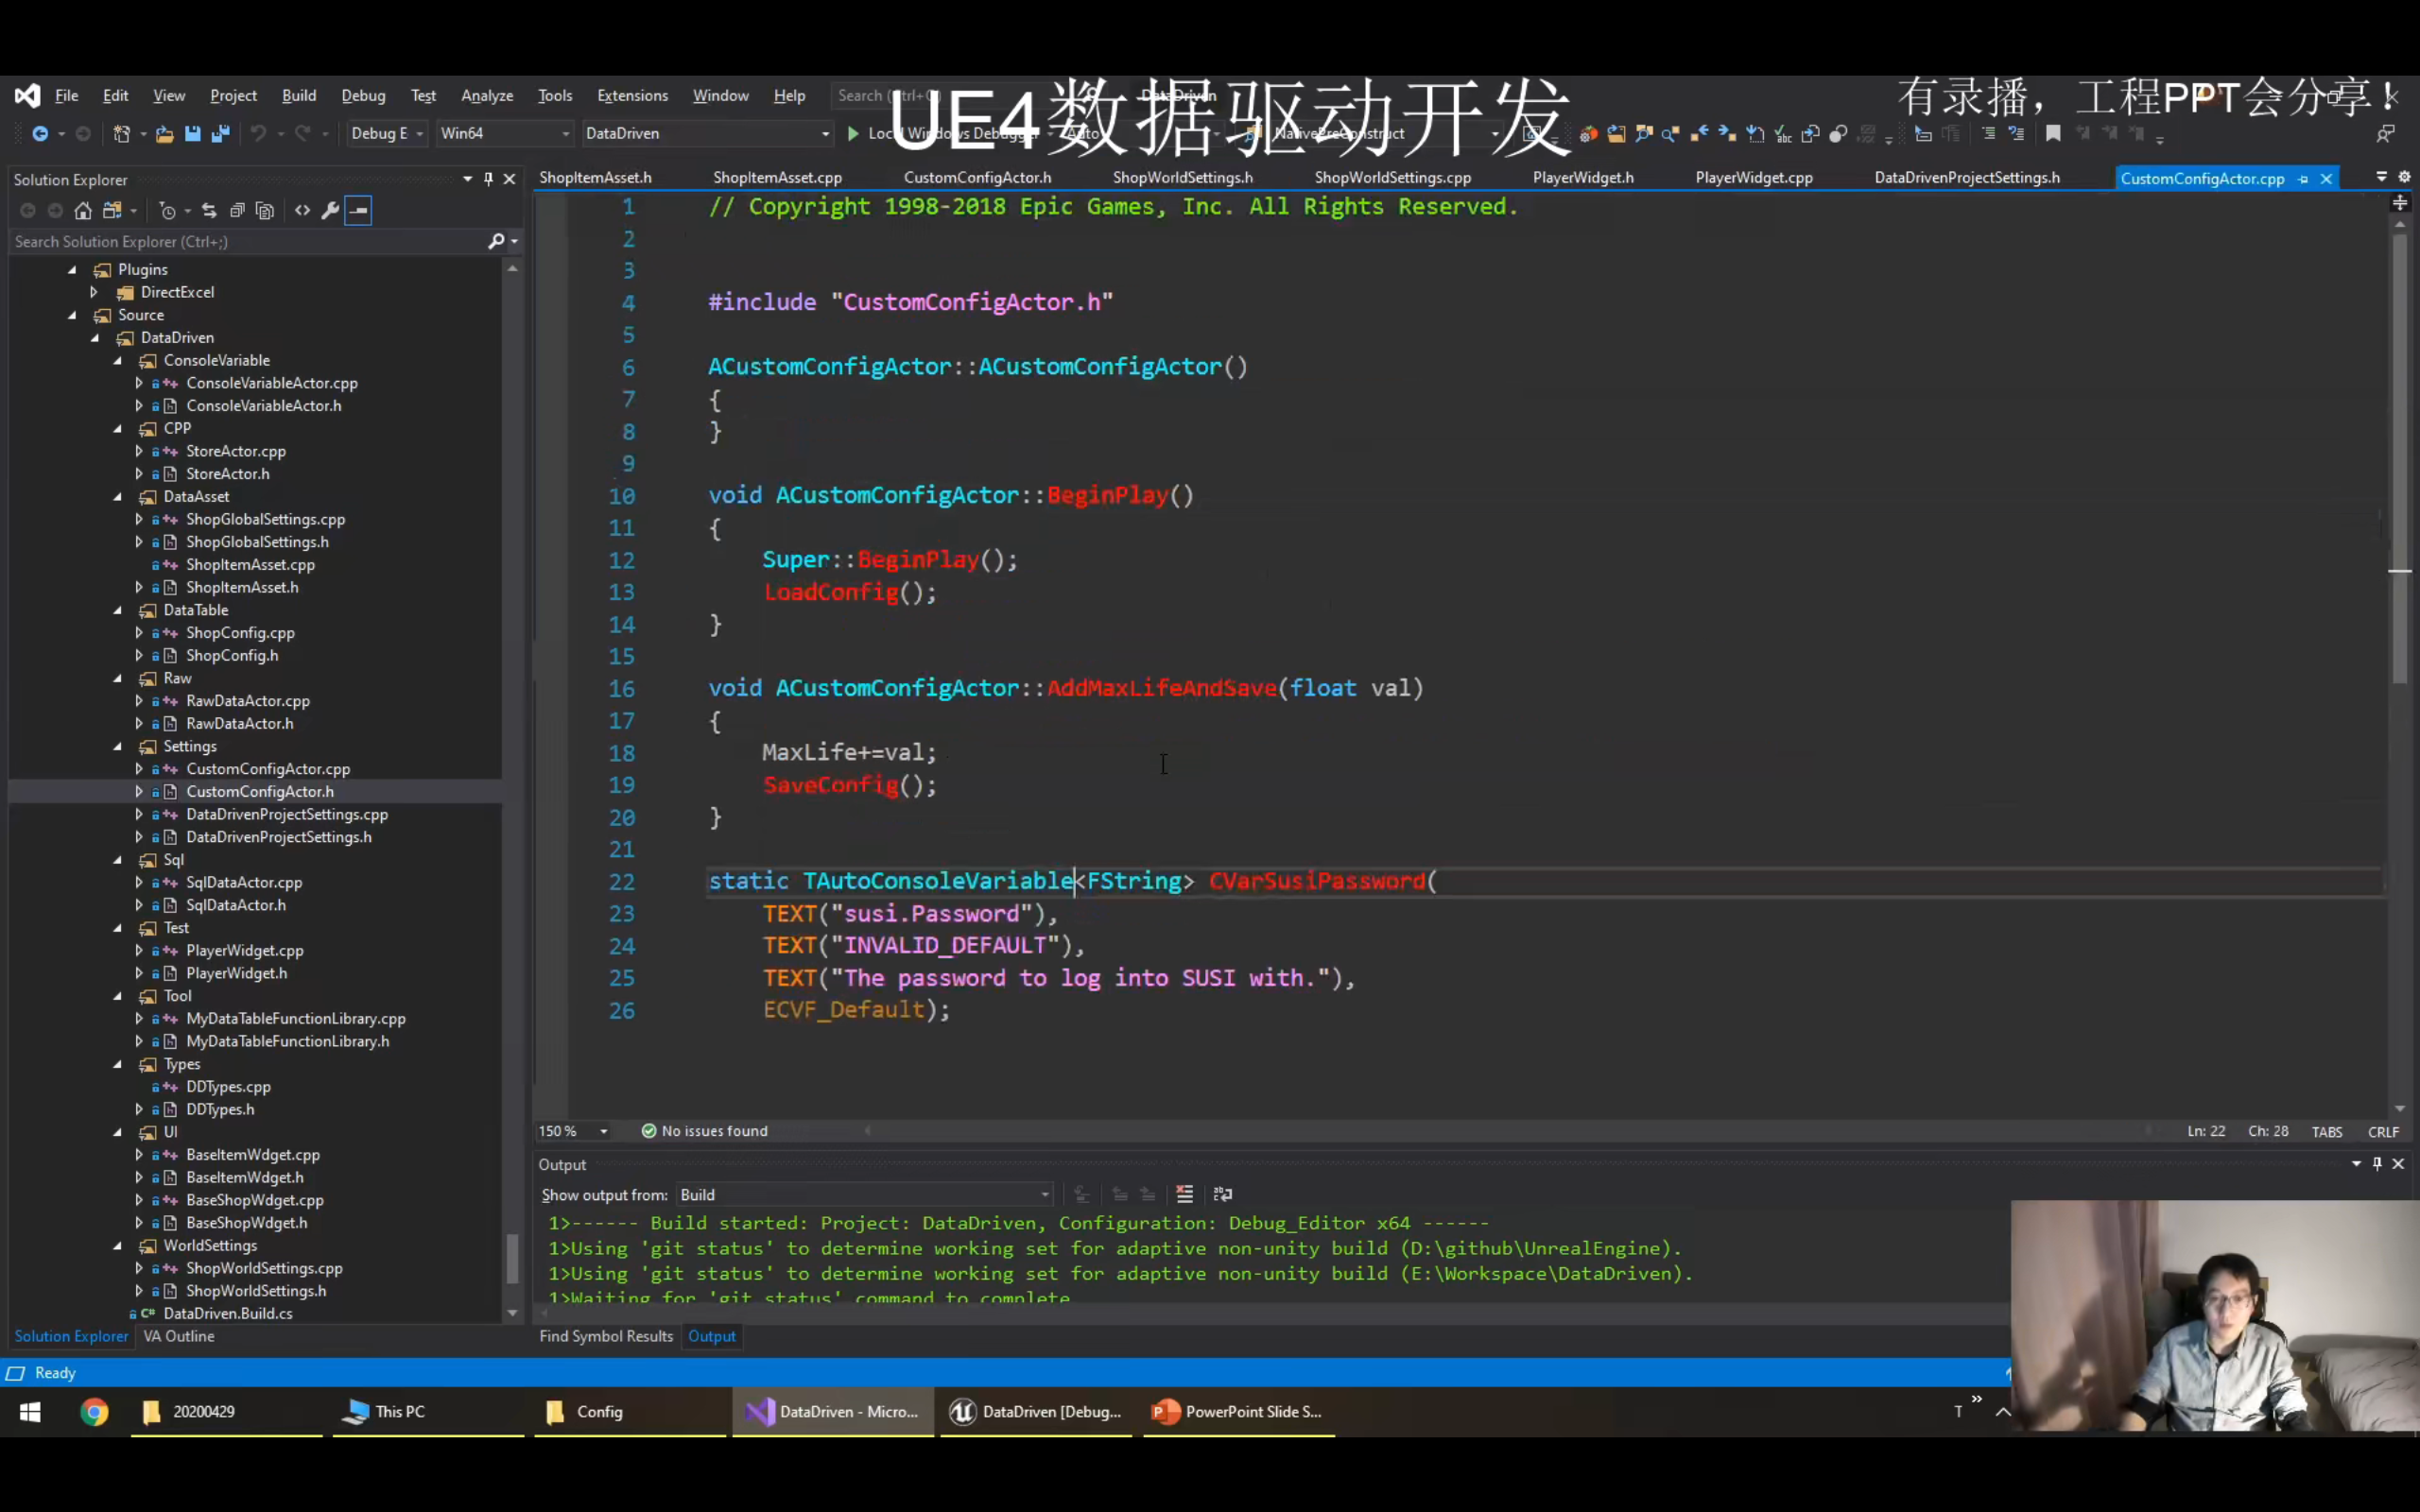 UE4数据驱动开发
有录播，工程PPT会分享！
File Edit View Project Build Debug Test Analyze Tools Extensions Window Help DataDriven
Debug E Win64 DataDriven
ShopItemAsset.h ShopItemAsset.cpp CustomConfigActor.h ShopWorldSettings.h ShopWorldSettings.cpp PlayerWidget.h PlayerWidget.cpp DataDrivenProjectSettings.h CustomConfigActor.cpp
Solution Explorer
Search Solution Explorer (Ctrl+;)
Plugins
DirectExcel
Source
DataDriven
ConsoleVariable
ConsoleVariableActor.cpp
ConsoleVariableActor.h
CPP
StoreActor.cpp
StoreActor.h
DataAsset
ShopGlobalSettings.cpp
ShopGlobalSettings.h
ShopItemAsset.cpp
ShopItemAsset.h
DataTable
ShopConfig.cpp
ShopConfig.h
Raw
RawDataActor.cpp
RawDataActor.h
Settings
CustomConfigActor.cpp
CustomConfigActor.h
DataDrivenProjectSettings.cpp
DataDrivenProjectSettings.h
Sql
SqlDataActor.cpp
SqlDataActor.h
Test
PlayerWidget.cpp
PlayerWidget.h
Tool
MyDataTableFunctionLibrary.cpp
MyDataTableFunctionLibrary.h
Types
DDTypes.cpp
DDTypes.h
UI
BaseItemWdget.cpp
BaseItemWdget.h
BaseShopWdget.cpp
BaseShopWdget.h
WorldSettings
ShopWorldSettings.cpp
ShopWorldSettings.h
C# DataDriven.Build.cs
Solution Explorer VA Outline
1 // Copyright 1998-2018 Epic Games, Inc. All Rights Reserved.
2
3
4 #include "CustomConfigActor.h"
5
6 ACustomConfigActor::ACustomConfigActor()
7 {
8 }
9
10 void ACustomConfigActor::BeginPlay()
11 {
12 Super::BeginPlay();
13 LoadConfig();
14 }
15
16 void ACustomConfigActor::AddMaxLifeAndSave(float val)
17 {
18 MaxLife+=val;
19 SaveConfig();
20 }
21
22 static TAutoConsoleVariable<FString> CVarSusiPassword(
23 TEXT("susi.Password"),
24 TEXT("INVALID_DEFAULT"),
25 TEXT("The password to log into SUSI with."),
26 ECVF_Default);
150 % No issues found Ln: 22 Ch: 28 TABS CRLF
Output
Show output from: Build
1>------ Build started: Project: DataDriven, Configuration: Debug_Editor x64 ------
1>Using 'git status' to determine working set for adaptive non-unity build (D:\github\UnrealEngine).
1>Using 'git status' to determine working set for adaptive non-unity build (E:\Workspace\DataDriven).
1>Waiting for 'git status' command to complete
Find Symbol Results Output
Ready
20200429 This PC Config DataDriven - Micro... DataDriven [Debug... PowerPoint Slide S... T